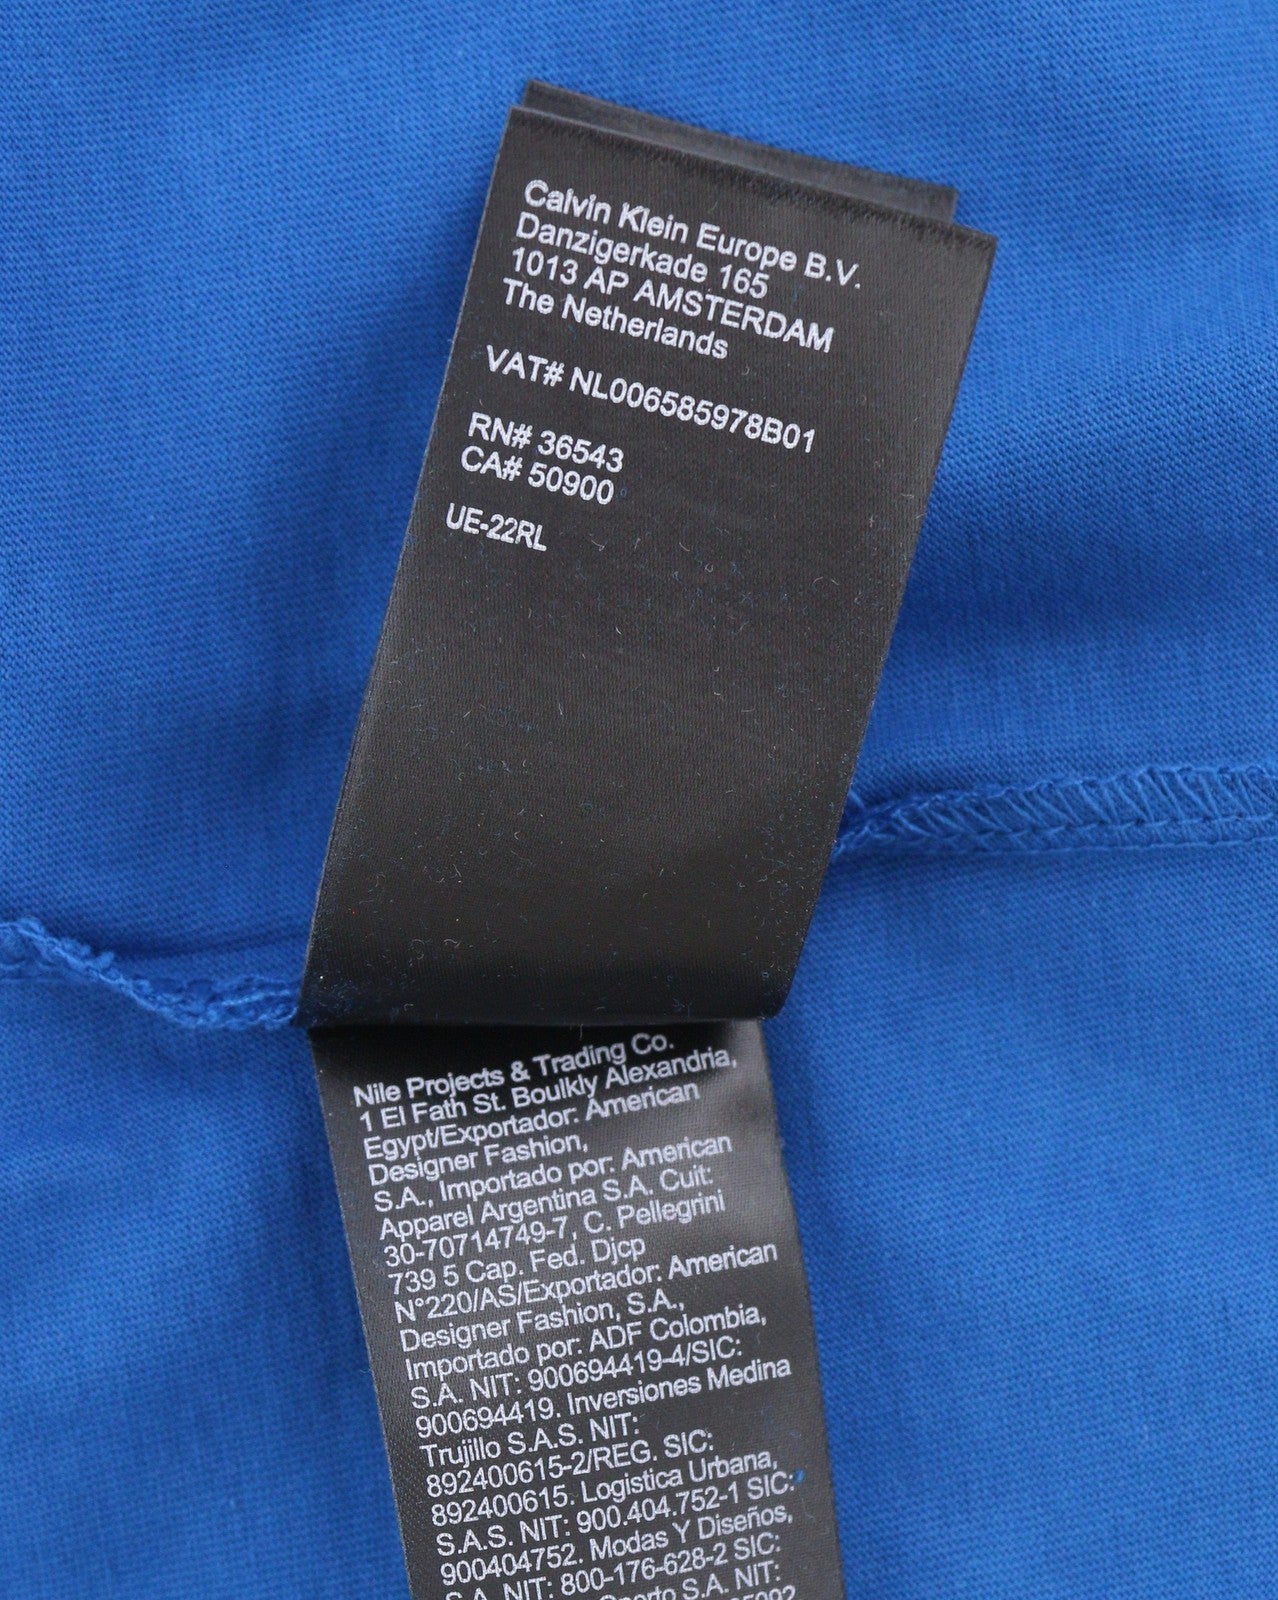 Calvin Klein Europe B.V.
Danzigerkade 165
1013 AP AMSTERDAM
The Netherlands
VAT# NL006585978B01
RN# 36543
CA# 50900
UE-22RL
Nile Projects & Trading Co.
1 El Fath St. Boulkly Alexandria,
Egypt/Exportador: American
Designer Fashion,
S.A., Importado por: American
Apparel Argentina S.A. Cuit:
30-70714749-7, C. Pellegrini
739 5 Cap. Fed. Djcp
N°220/AS/Exportador: American
Designer Fashion, S.A.,
Importado por: ADF Colombia,
S.A. NIT: 900694419-4/SIC:
900694419. Inversiones Medina
Trujillo S.A.S. NIT:
892400615-2/REG. SIC:
892400615. Logistica Urbana,
S.A.S. NIT: 900.404.752-1 SIC:
900404752. Modas Y Diseños,
S.A. NIT: 800-176-628-2 SIC:
Oporto S.A. NIT: